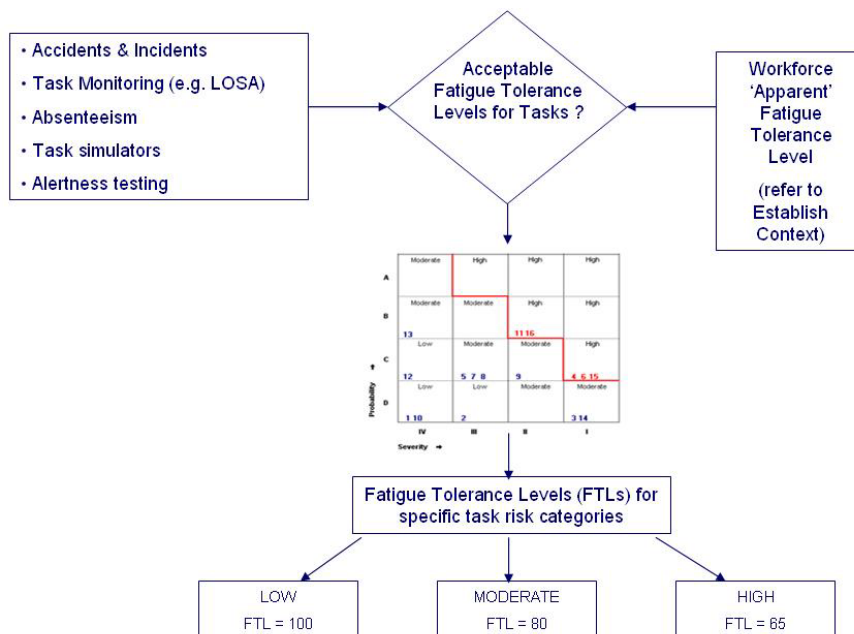 • Accidents & Incidents
• Task Monitoring (e.g. LOSA)
• Absenteeism
• Task simulators
• Alertness testing
Acceptable
Fatigue Tolerance
Levels for Tasks ?
Workforce
‘Apparent’
Fatigue
Tolerance
Level
(refer to
Establish
Context)
Moderate High High High
A
Moderate Moderate High High
B
13 11 16
Low Moderate Moderate High
C
12 5 7 8 9 4 6 15
Low Low Moderate Moderate
D
1 10 2 3 14
IV III II I
Probability →
Severity →
Fatigue Tolerance Levels (FTLs) for
specific task risk categories
LOW
FTL = 100
MODERATE
FTL = 80
HIGH
FTL = 65